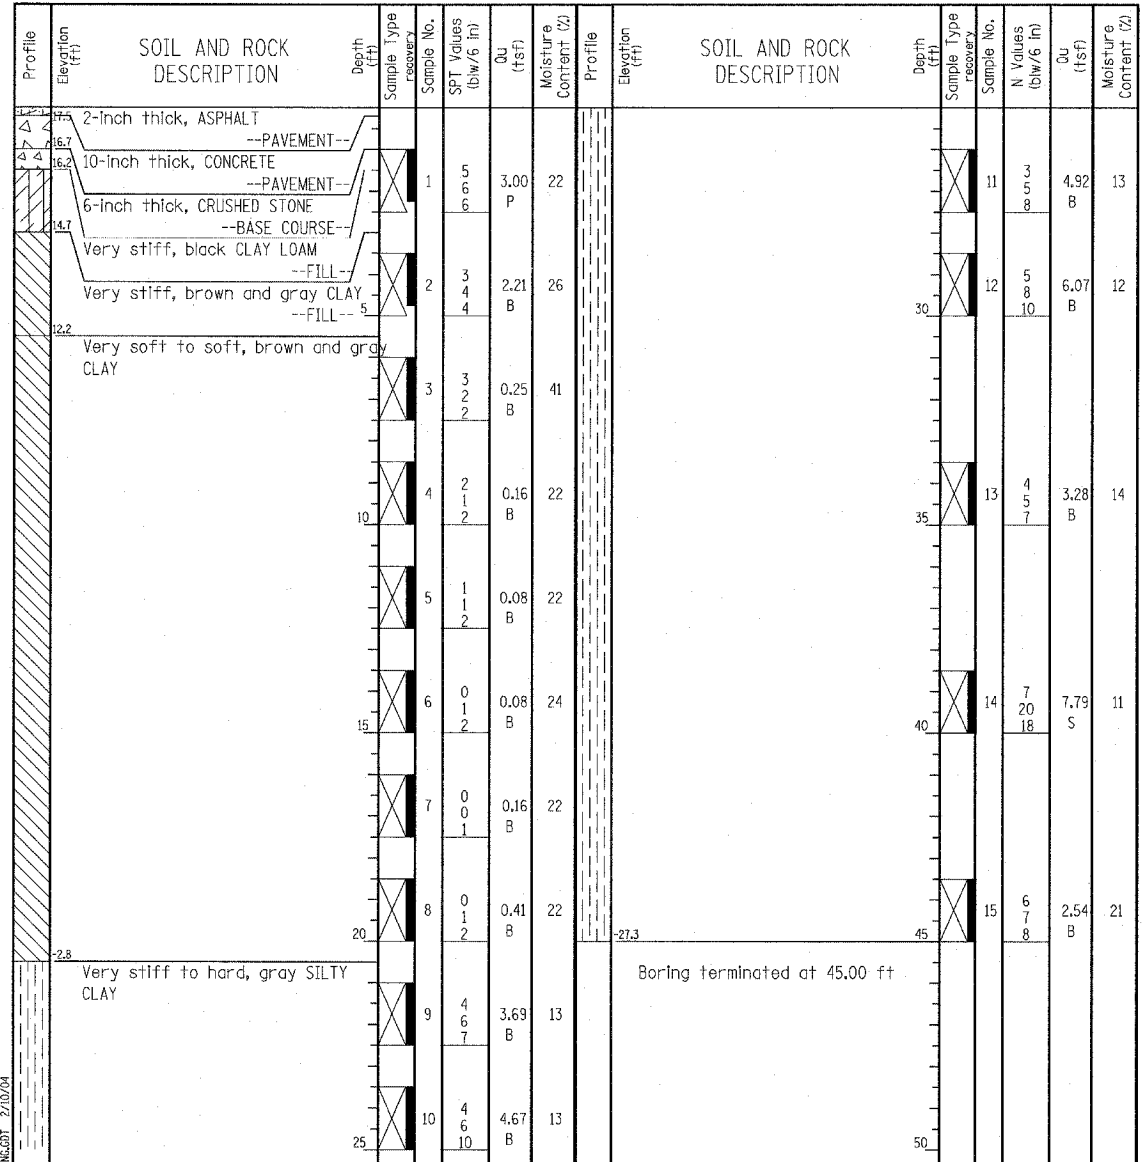 Profile
Elevation (ft)
SOIL AND ROCK
DESCRIPTION
Depth (ft)
Sample Type
recovery
Sample No.
SPT Values
(blw/6 in)
Qu
(tsf)
Moisture
Content (%)
Profile
Elevation (ft)
SOIL AND ROCK
DESCRIPTION
Depth (ft)
Sample Type
recovery
Sample No.
N Values
(blw/6 in)
Qu
(tsf)
Moisture
Content (%)
17.5 2-inch thick, ASPHALT
--PAVEMENT--
16.7
16.2 10-inch thick, CONCRETE
--PAVEMENT--
6-inch thick, CRUSHED STONE
--BASE COURSE--
14.7
Very stiff, black CLAY LOAM
--FILL--
Very stiff, brown and gray CLAY
--FILL-- 5
12.2
Very soft to soft, brown and gray
CLAY
10
15
20
-2.8
Very stiff to hard, gray SILTY
CLAY
25
1 5 6 6 3.00 P 22
2 3 4 4 2.21 B 26
3 3 2 2 0.25 B 41
4 2 1 2 0.16 B 22
5 1 1 2 0.08 B 22
6 0 1 2 0.08 B 24
7 0 0 1 0.16 B 22
8 0 1 2 0.41 B 22
9 4 6 7 3.69 B 13
10 4 6 10 4.67 B 13
11 3 5 8 4.92 B 13
30 12 5 8 10 6.07 B 12
35 13 4 5 7 3.28 B 14
40 14 7 20 18 7.79 S 11
-27.3 45 15 6 7 8 2.54 B 21
Boring terminated at 45.00 ft
50
2/10/04